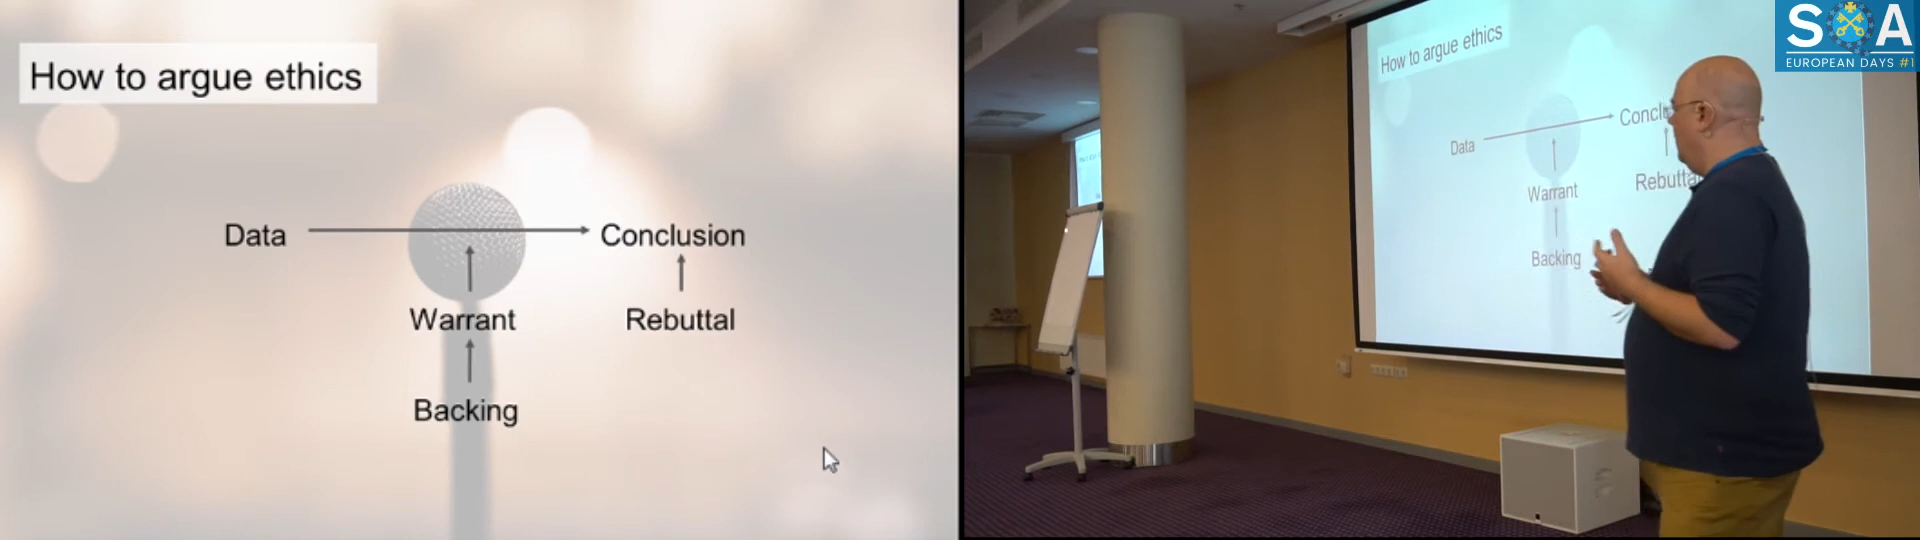 How to argue ethics
Data
Conclusion
Warrant
Rebuttal
Backing
How to argue ethics
Data
Warrant
Backing
SOA
EUROPEAN DAYS #1